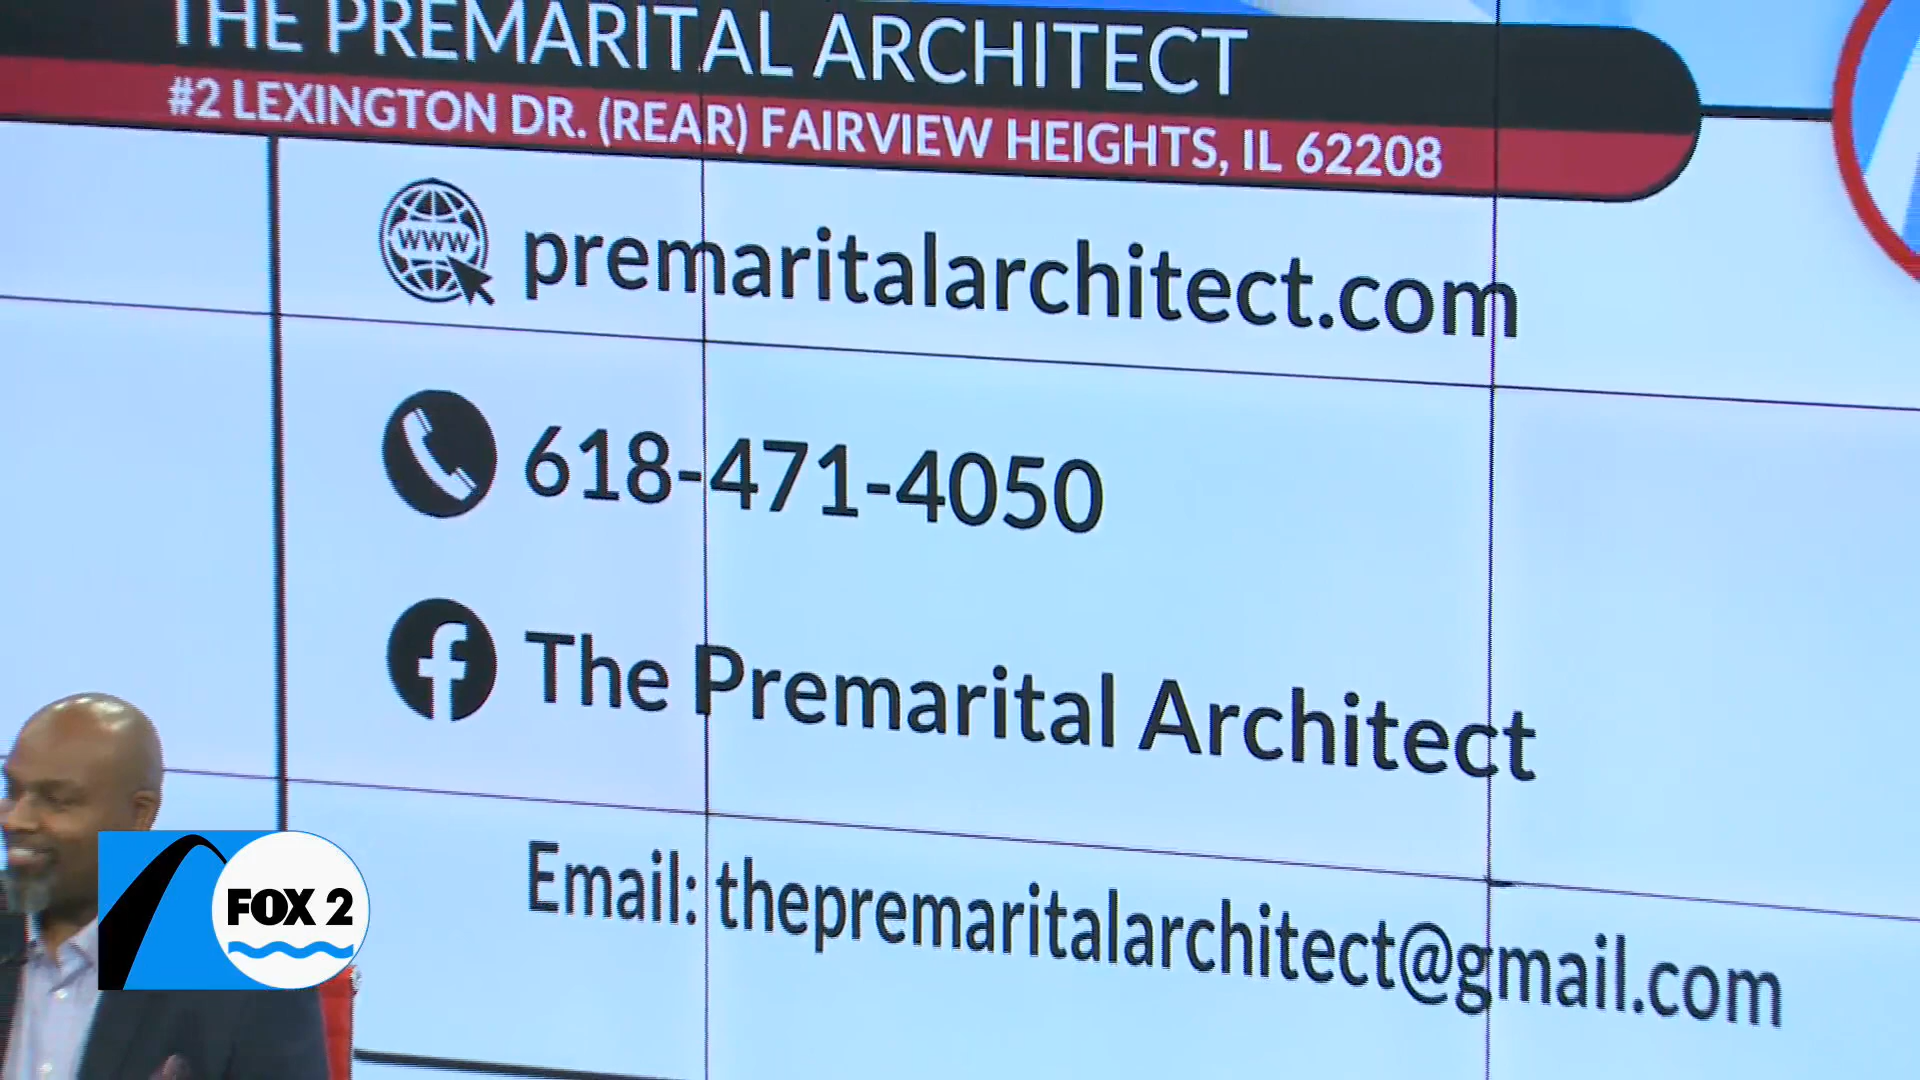 THE PREMARITAL ARCHITECT
#2 LEXINGTON DR. (REAR) FAIRVIEW HEIGHTS, IL 62208
www
premaritalarchitect.com
618-471-4050
The Premarital Architect
Email: thepremaritalarchitect@gmail.com
FOX 2